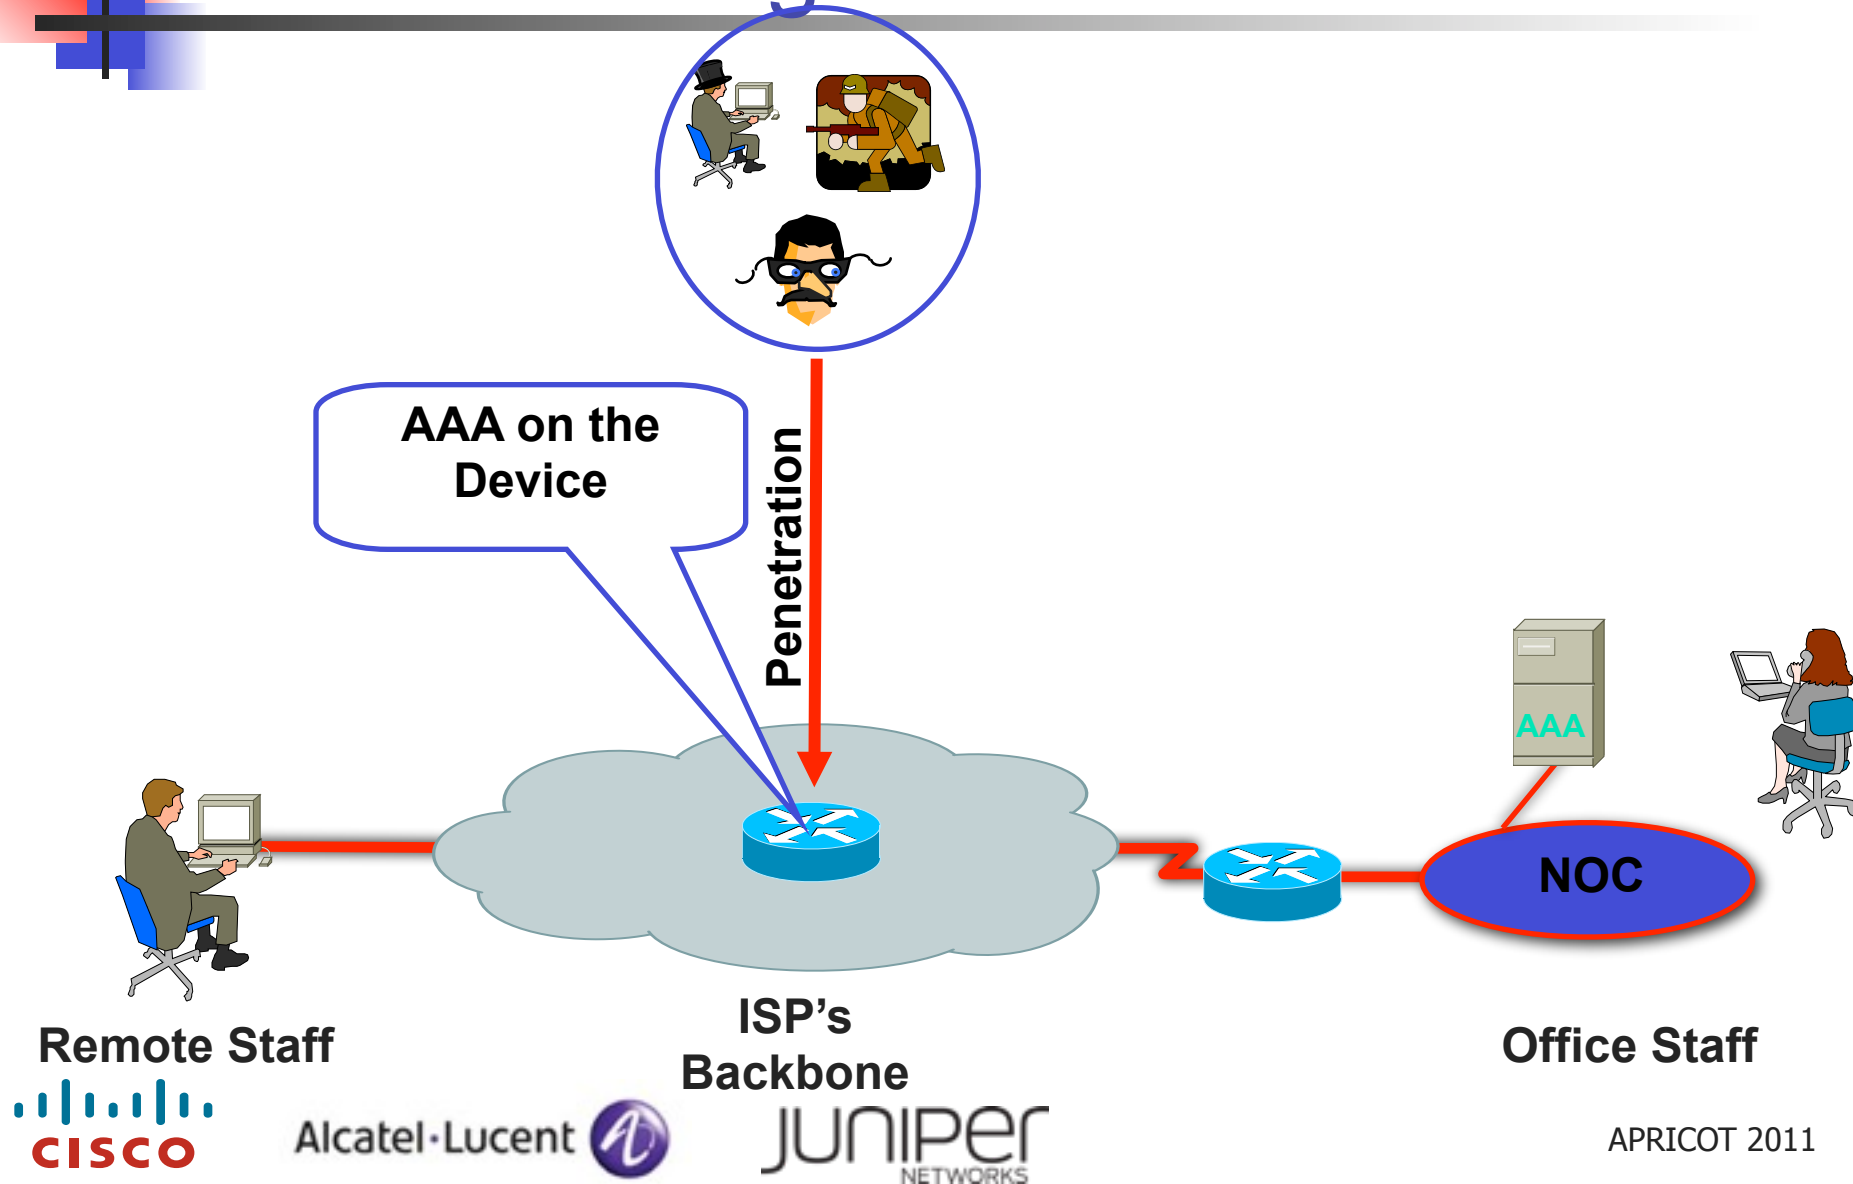 AAA on the
Device
Penetration
AAA
NOC
ISP's
Backbone
Remote Staff
Office Staff
CISCO
Alcatel·Lucent
JUNIPER
NETWORKS
APRICOT 2011